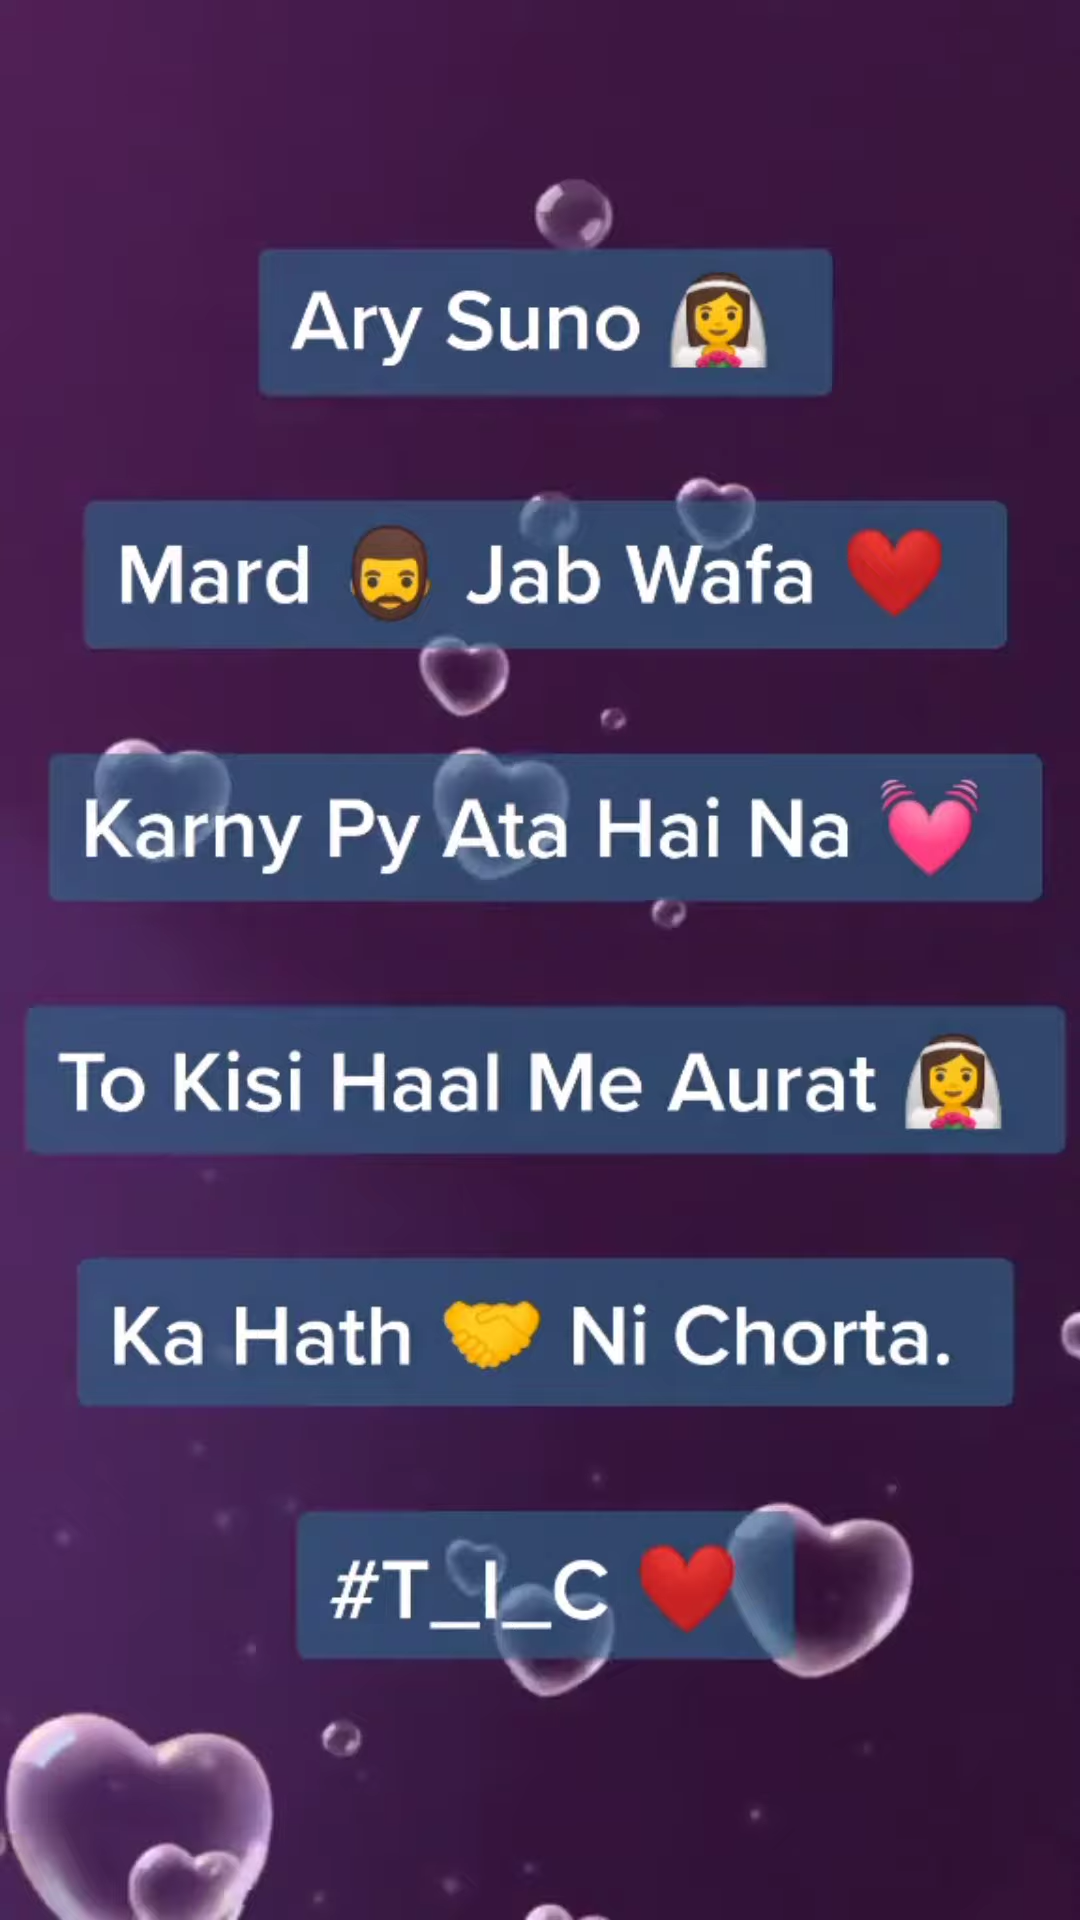 Ary Suno 👰
Mard 🧔 Jab Wafa ❤️
Karny Py Ata Hai Na 💓
To Kisi Haal Me Aurat 👰
Ka Hath 🤝 Ni Chorta.
#T_I_C ❤️